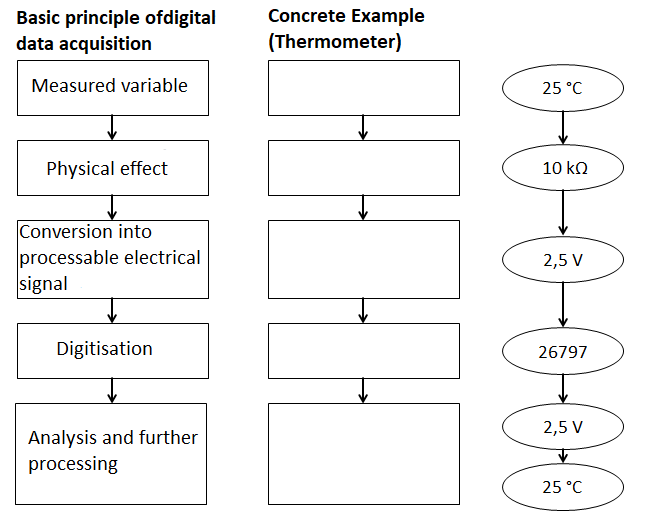 Basic principle ofdigital
data acquisition
Concrete Example
(Thermometer)
Measured variable
25 °C
Physical effect
10 kΩ
Conversion into
processable electrical
signal
2,5 V
Digitisation
26797
Analysis and further
processing
2,5 V
25 °C